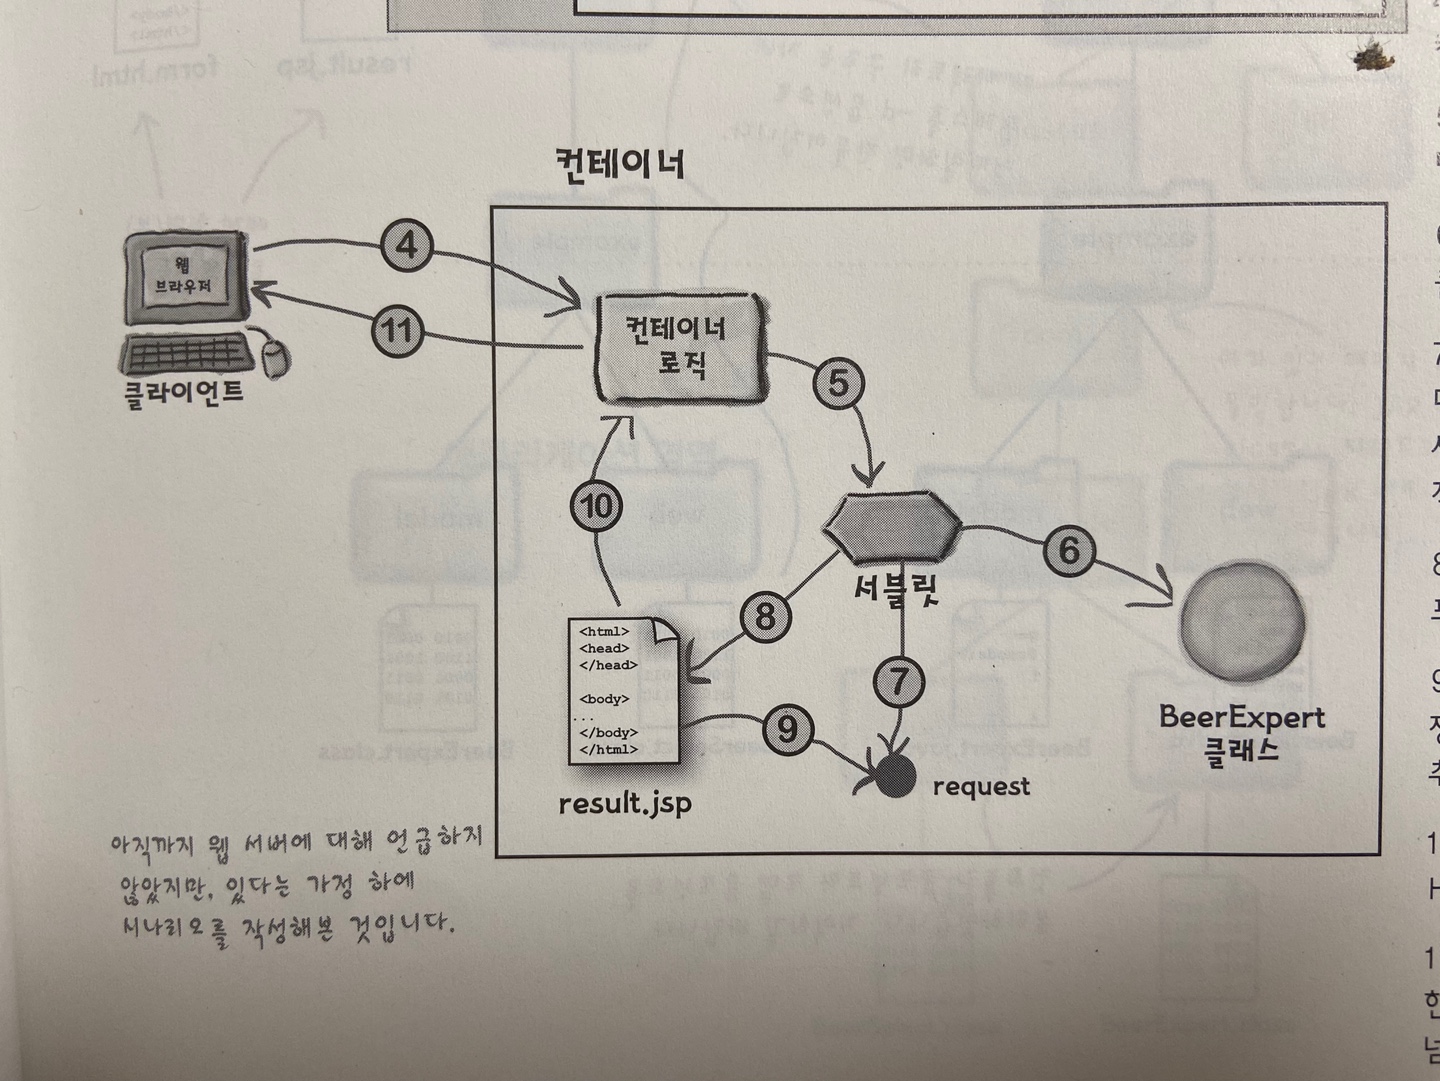 컨테이너
웹
브라우저
클라이언트
4
11
컨테이너
로직
5
10
서블릿
6
8
7
<html>
<head>
</head>
<body>
...
</body>
</html>
9
result.jsp
request
BeerExpert
클래스
아직까지 웹 서버에 대해 언급하지
않았지만, 있다는 가정 하에
시나리오를 작성해본 것입니다.